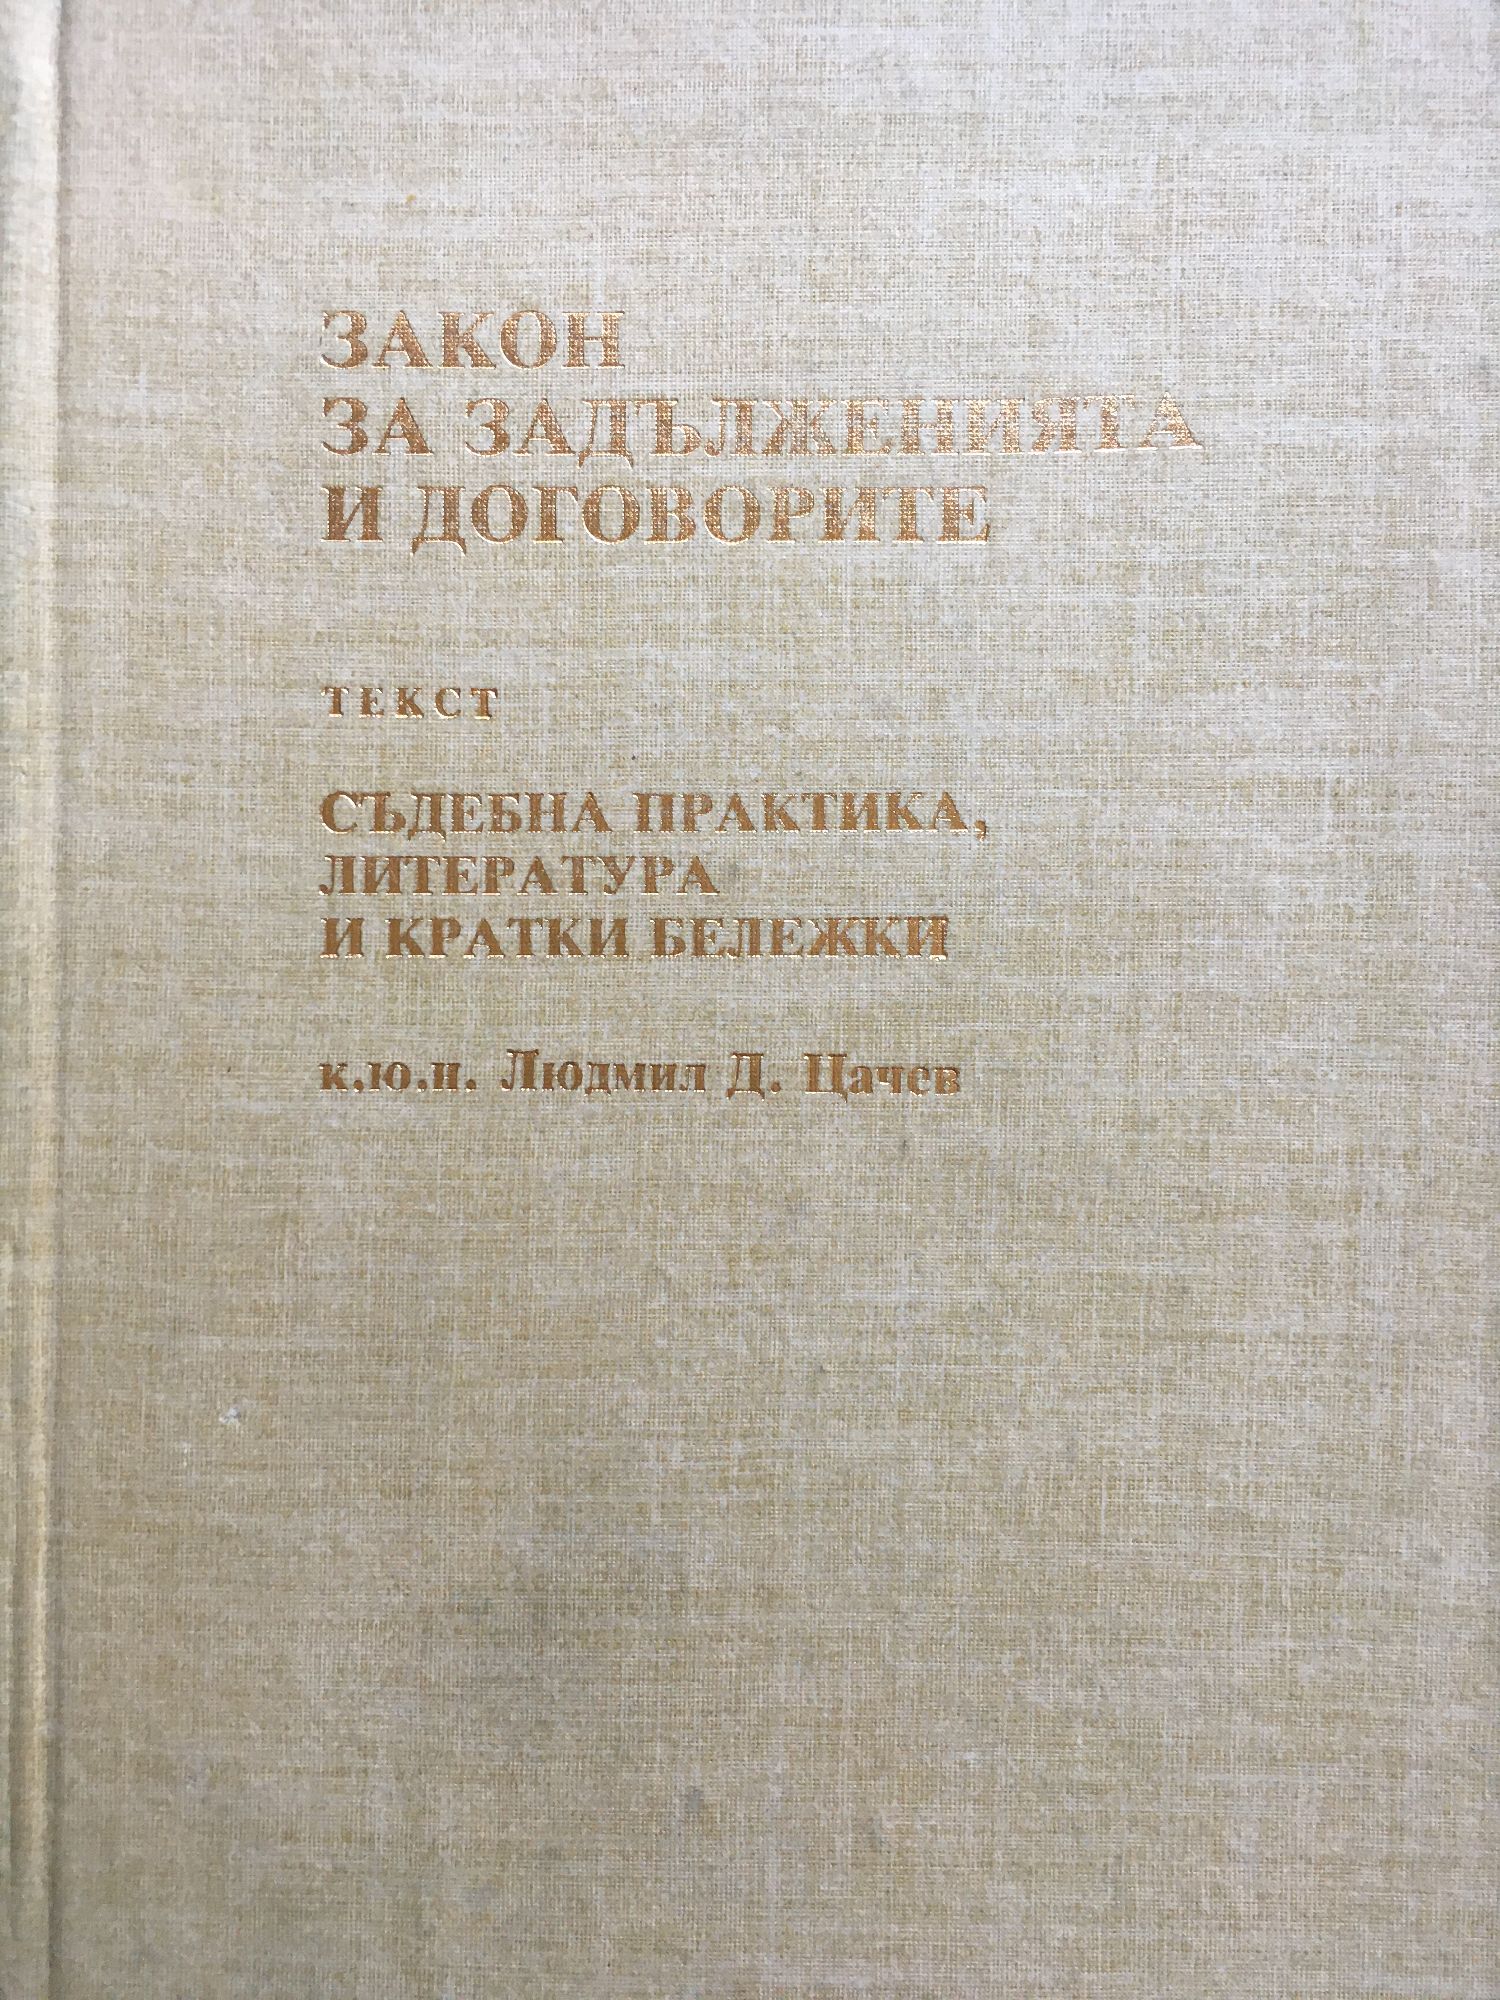 ЗАКОН
ЗА ЗАДЪЛЖЕНИЯТА
И ДОГОВОРИТЕ
ТЕКСТ
СЪДЕБНА ПРАКТИКА,
ЛИТЕРАТУРА
И КРАТКИ БЕЛЕЖКИ
к.ю.н. Людмил Д. Цачев